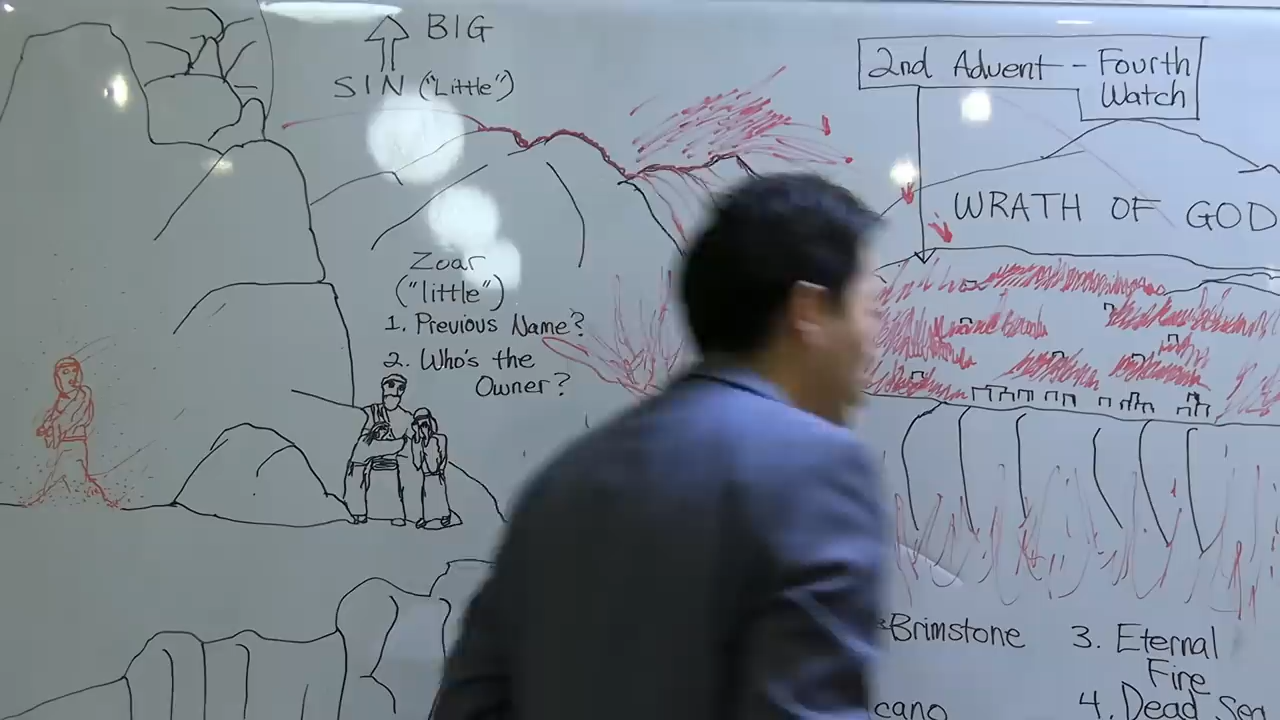 BIG
SIN ("Little")
2nd Advent - Fourth
Watch
WRATH OF GOD
Zoar
("little")
1. Previous Name?
2. Who's the
Owner?
Brimstone
3. Eternal
Fire
4. Dead Sea